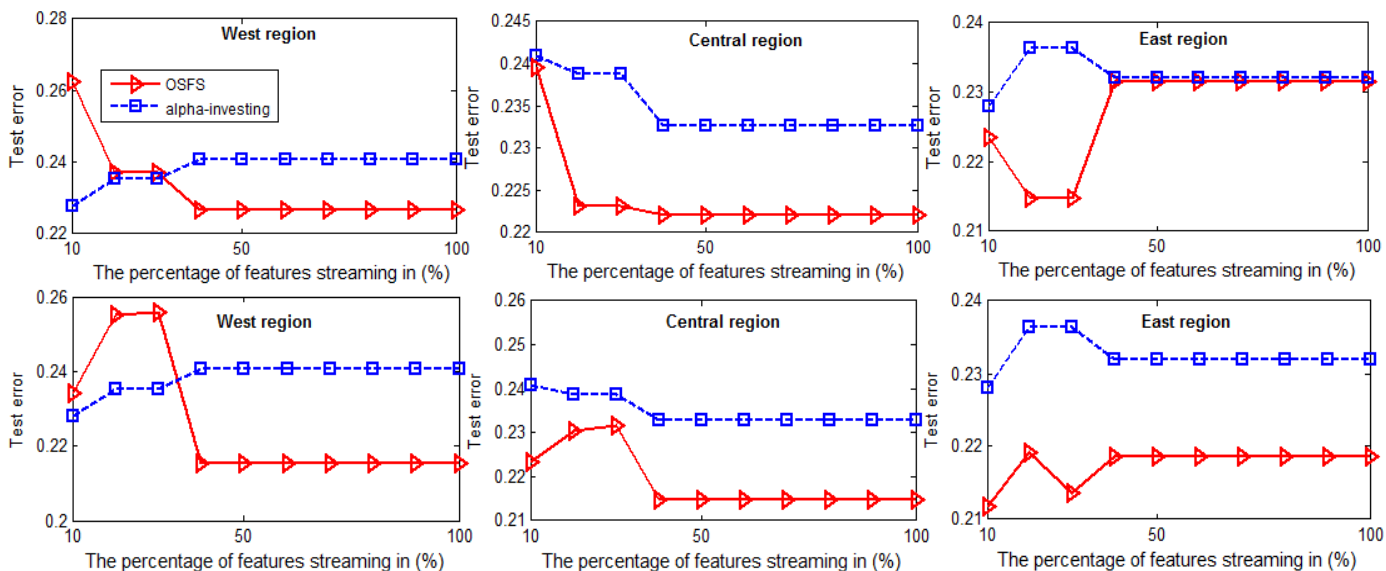 West region
OSFS
alpha-investing
Test error
0.28
0.26
0.24
0.22
10
50
100
The percentage of features streaming in (%)
Central region
Test error
0.245
0.24
0.235
0.23
0.225
0.22
10
50
100
The percentage of features streaming in (%)
East region
Test error
0.24
0.23
0.22
0.21
10
50
100
The percentage of features streaming in (%)
West region
Test error
0.26
0.24
0.22
0.2
10
50
100
The percentage of features streaming in (%)
Central region
Test error
0.26
0.25
0.24
0.23
0.22
0.21
10
50
100
The percentage of features streaming in (%)
East region
Test error
0.24
0.23
0.22
0.21
10
50
100
The percentage of features streaming in (%)